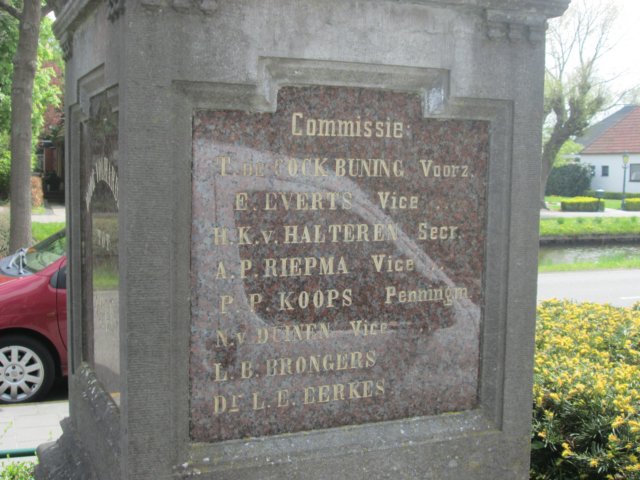 Commissie:
T. de COCK BUNING Voorz.
E. EVERTS Vice ...
H.K. v. HALTEREN Secr.
A.P. RIEPMA Vice
P.P. KOOPS Penningm.
N. v. DUINEN Vice
L.B. BRONGERS
Dr. L.E. EERKES